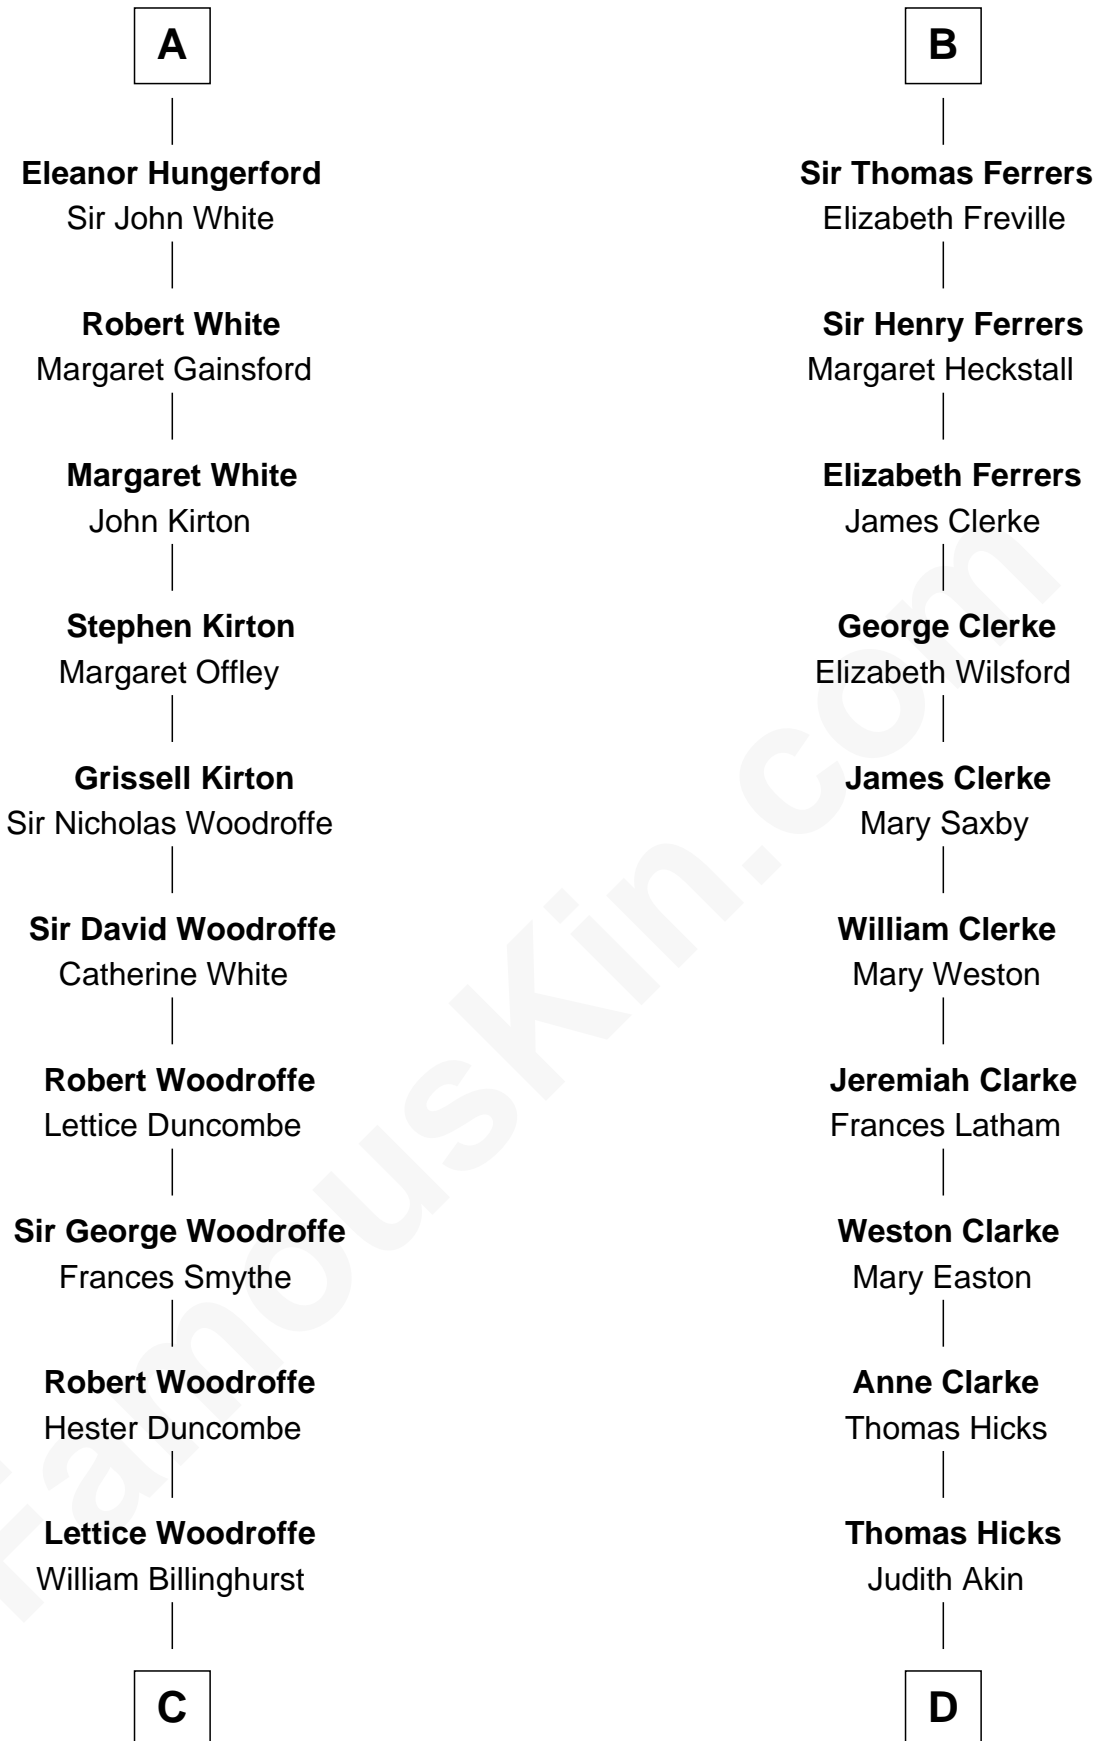 A
Eleanor Hungerford
Sir John White
Robert White
Margaret Gainsford
Margaret White
John Kirton
Stephen Kirton
Margaret Offley
Grissell Kirton
Sir Nicholas Woodroffe
Sir David Woodroffe
Catherine White
Robert Woodroffe
Lettice Duncombe
Sir George Woodroffe
Frances Smythe
Robert Woodroffe
Hester Duncombe
Lettice Woodroffe
William Billinghurst
C
B
Sir Thomas Ferrers
Elizabeth Freville
Sir Henry Ferrers
Margaret Heckstall
Elizabeth Ferrers
James Clerke
George Clerke
Elizabeth Wilsford
James Clerke
Mary Saxby
William Clerke
Mary Weston
Jeremiah Clarke
Frances Latham
Weston Clarke
Mary Easton
Anne Clarke
Thomas Hicks
Thomas Hicks
Judith Akin
D
FamousKin.com